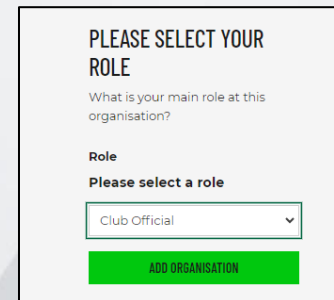 PLEASE SELECT YOUR
ROLE
What is your main role at this
organisation?
Role
Please select a role
Club Official
ADD ORGANISATION